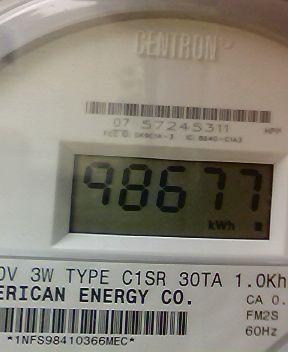 CENTRON
07 57245311
HPP
98677
kWh
0V 3W TYPE C1SR 30TA 1.0Kh
ERICAN ENERGY CO.
CA 0.
FM2S
60Hz
*1NFS98410366MEC*